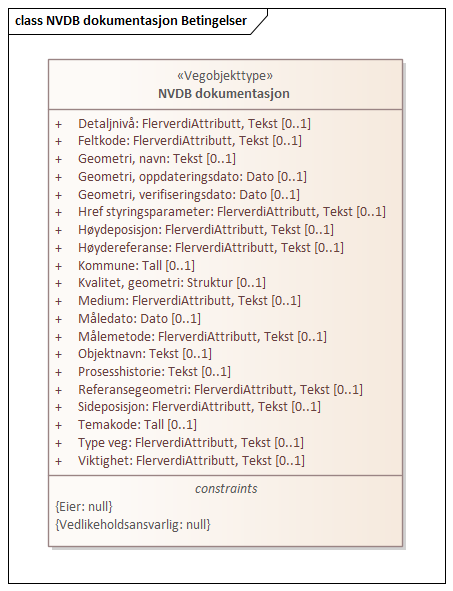 class NVDB dokumentasjon Betingelser
«Vegobjekttype»
NVDB dokumentasjon
+ Detaljnivå: FlerverdiAttributt, Tekst [0..1]
+ Feltkode: FlerverdiAttributt, Tekst [0..1]
+ Geometri, navn: Tekst [0..1]
+ Geometri, oppdateringsdato: Dato [0..1]
+ Geometri, verifiseringsdato: Dato [0..1]
+ Href styringsparameter: FlerverdiAttributt, Tekst [0..1]
+ Høydeposisjon: FlerverdiAttributt, Tekst [0..1]
+ Høydereferanse: FlerverdiAttributt, Tekst [0..1]
+ Kommune: Tall [0..1]
+ Kvalitet, geometri: Struktur [0..1]
+ Medium: FlerverdiAttributt, Tekst [0..1]
+ Måledato: Dato [0..1]
+ Målemetode: FlerverdiAttributt, Tekst [0..1]
+ Objektnavn: Tekst [0..1]
+ Prosesshistorie: Tekst [0..1]
+ Referansegeometri: FlerverdiAttributt, Tekst [0..1]
+ Sideposisjon: FlerverdiAttributt, Tekst [0..1]
+ Temakode: Tall [0..1]
+ Type veg: FlerverdiAttributt, Tekst [0..1]
+ Viktighet: FlerverdiAttributt, Tekst [0..1]
constraints
{Eier: null}
{Vedlikeholdsansvarlig: null}